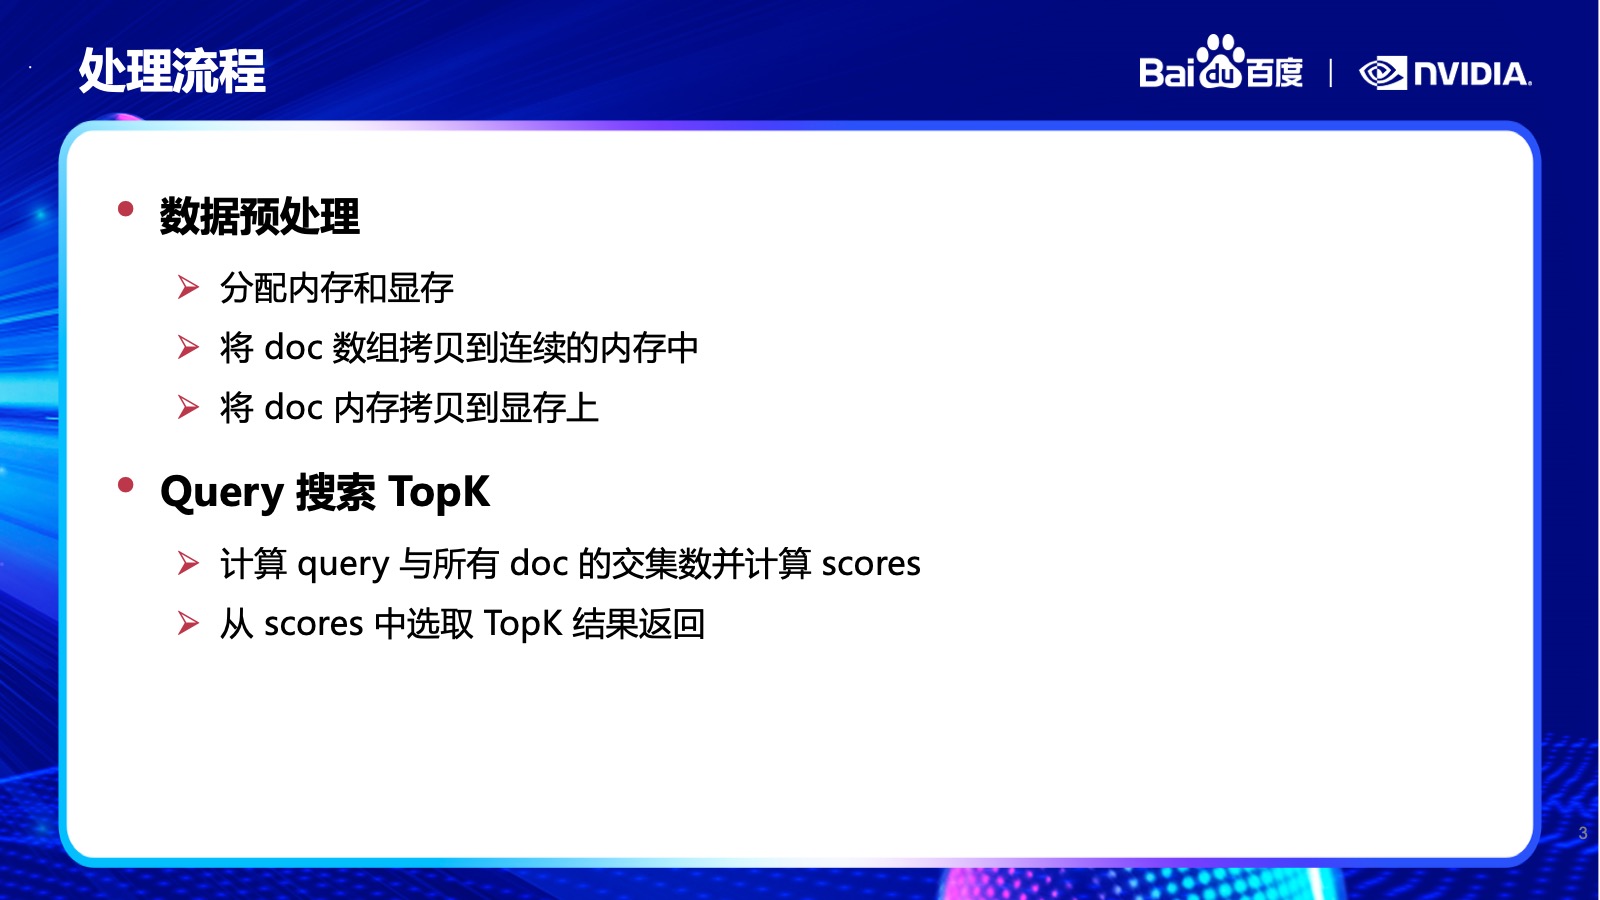 处理流程
Baidu百度 | NVIDIA.
数据预处理
分配内存和显存
将 doc 数组拷贝到连续的内存中
将 doc 内存拷贝到显存上
Query 搜索 TopK
计算 query 与所有 doc 的交集数并计算 scores
从 scores 中选取 TopK 结果返回
3